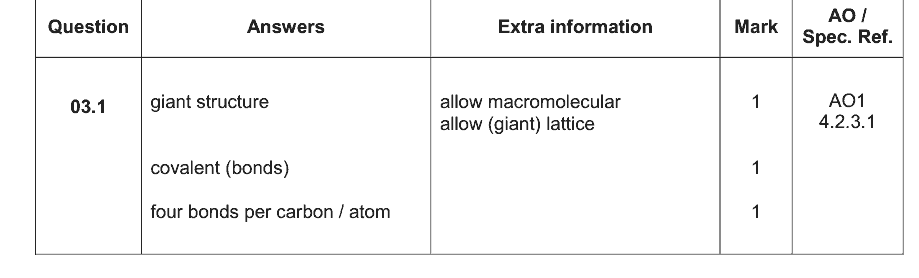 Question Answers Extra information Mark AO /
Spec. Ref.
03.1 giant structure allow macromolecular 1 AO1
allow (giant) lattice 4.2.3.1
covalent (bonds) 1
four bonds per carbon / atom 1